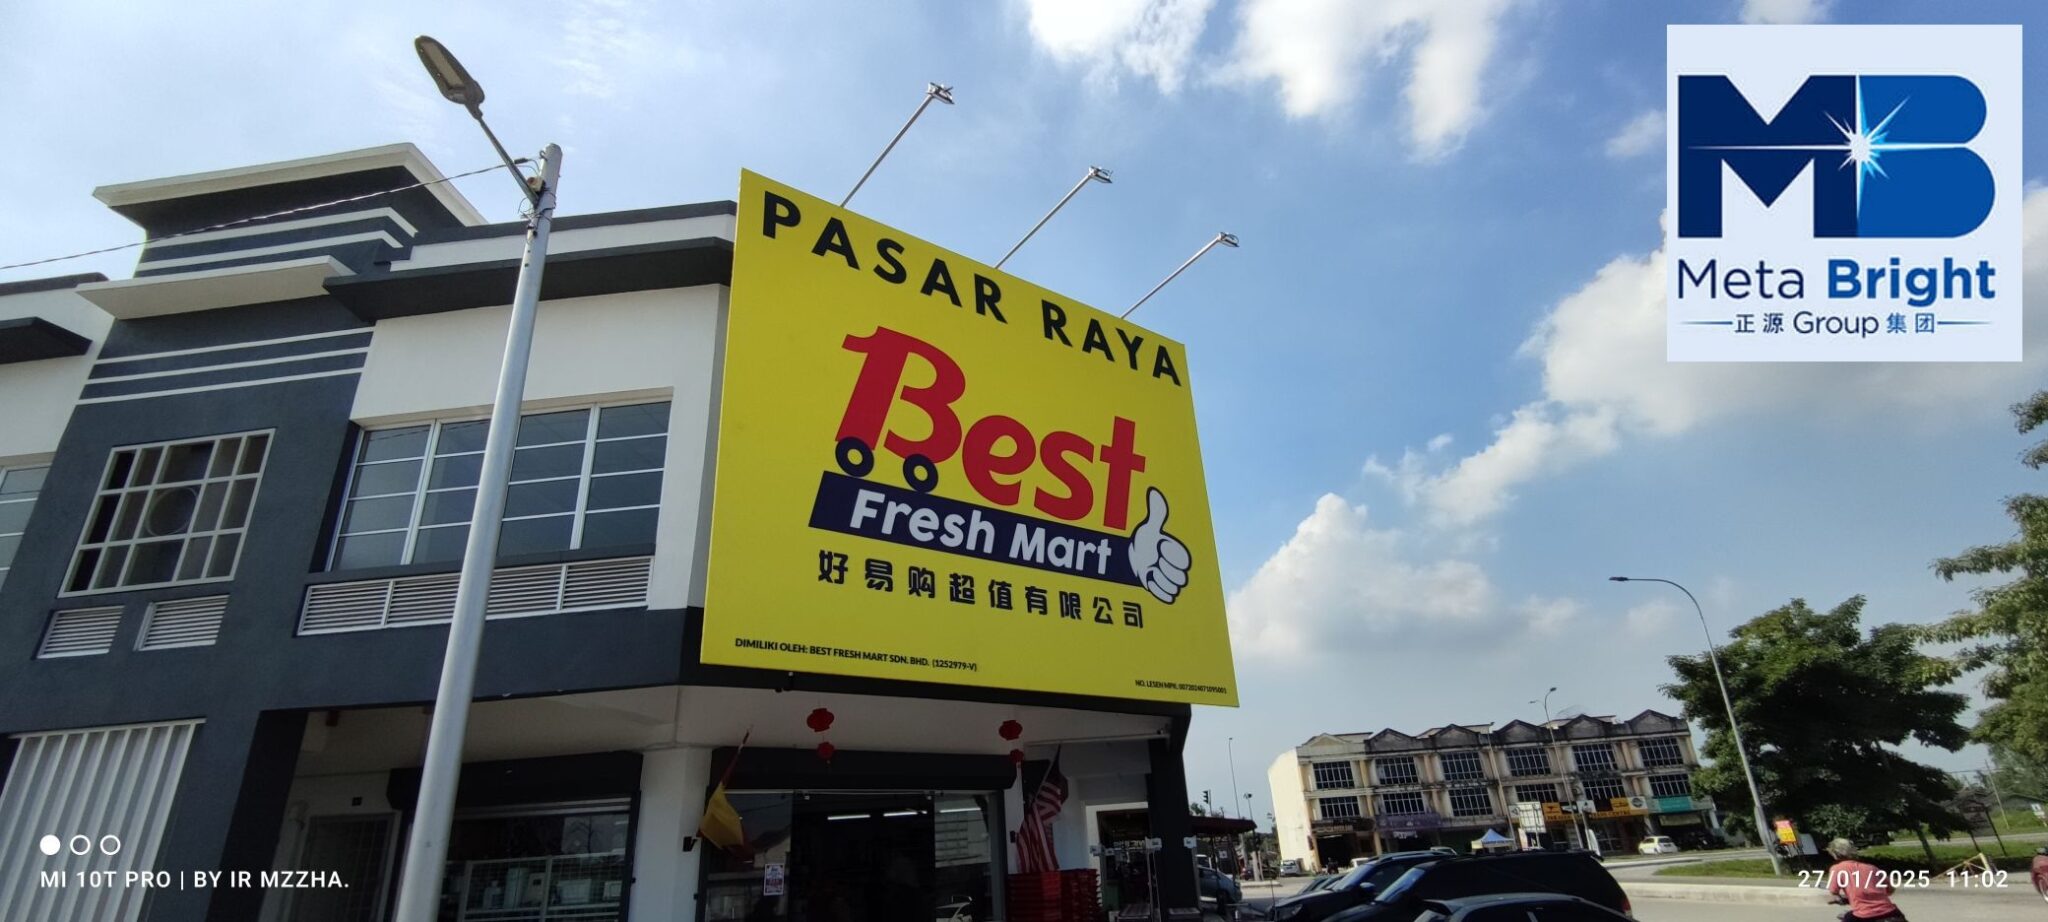 PASAR RAYA
Best
Fresh Mart
好易购超值有限公司
DIMILIKI OLEH: BEST FRESH MART SDN. BHD. (1252979-V)
MB
Meta Bright
正源 Group 集团
MI 10T PRO | BY IR MZZHA.
27/01/2025 11:02